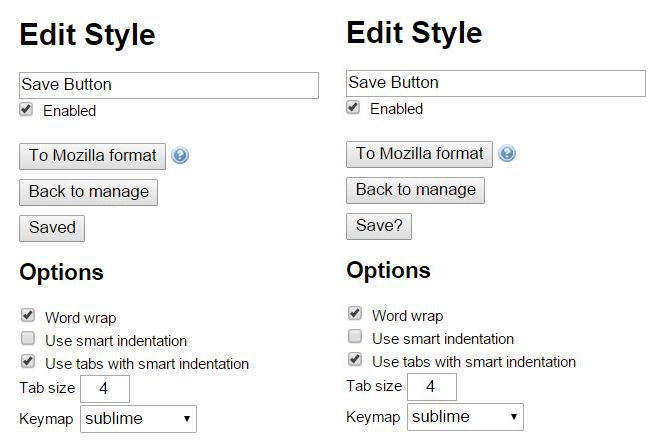 Edit Style
Save Button
Enabled
To Mozilla format ?
Back to manage
Saved
Options
Word wrap
Use smart indentation
Use tabs with smart indentation
Tab size 4
Keymap sublime
Edit Style
Save Button
Enabled
To Mozilla format ?
Back to manage
Save?
Options
Word wrap
Use smart indentation
Use tabs with smart indentation
Tab size 4
Keymap sublime